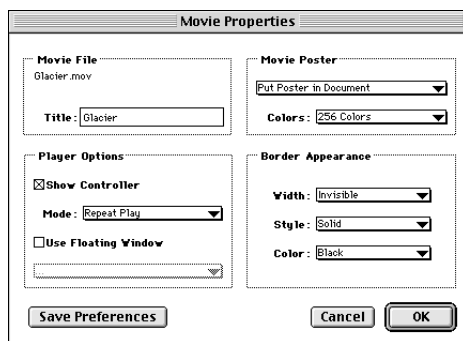 Movie Properties
Movie File
Glacier.mov
Title: Glacier
Movie Poster
Put Poster in Document
Colors: 256 Colors
Player Options
Show Controller
Mode: Repeat Play
Use Floating Window
...
Border Appearance
Width: Invisible
Style: Solid
Color: Black
Save Preferences
Cancel
OK